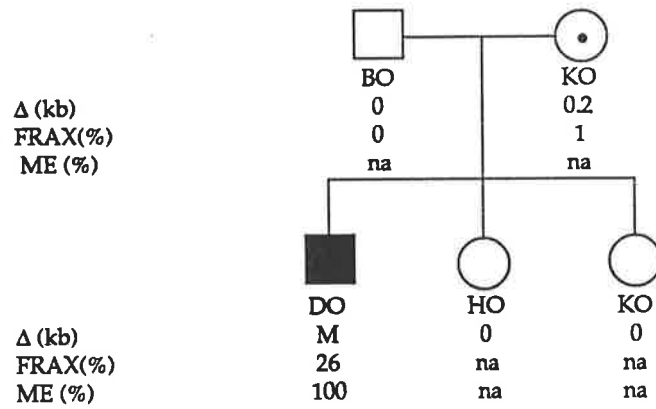 BO KO
Δ (kb) 0 0.2
FRAX(%) 0 1
ME (%) na na
DO HO KO
Δ (kb) M 0 0
FRAX(%) 26 na na
ME (%) 100 na na